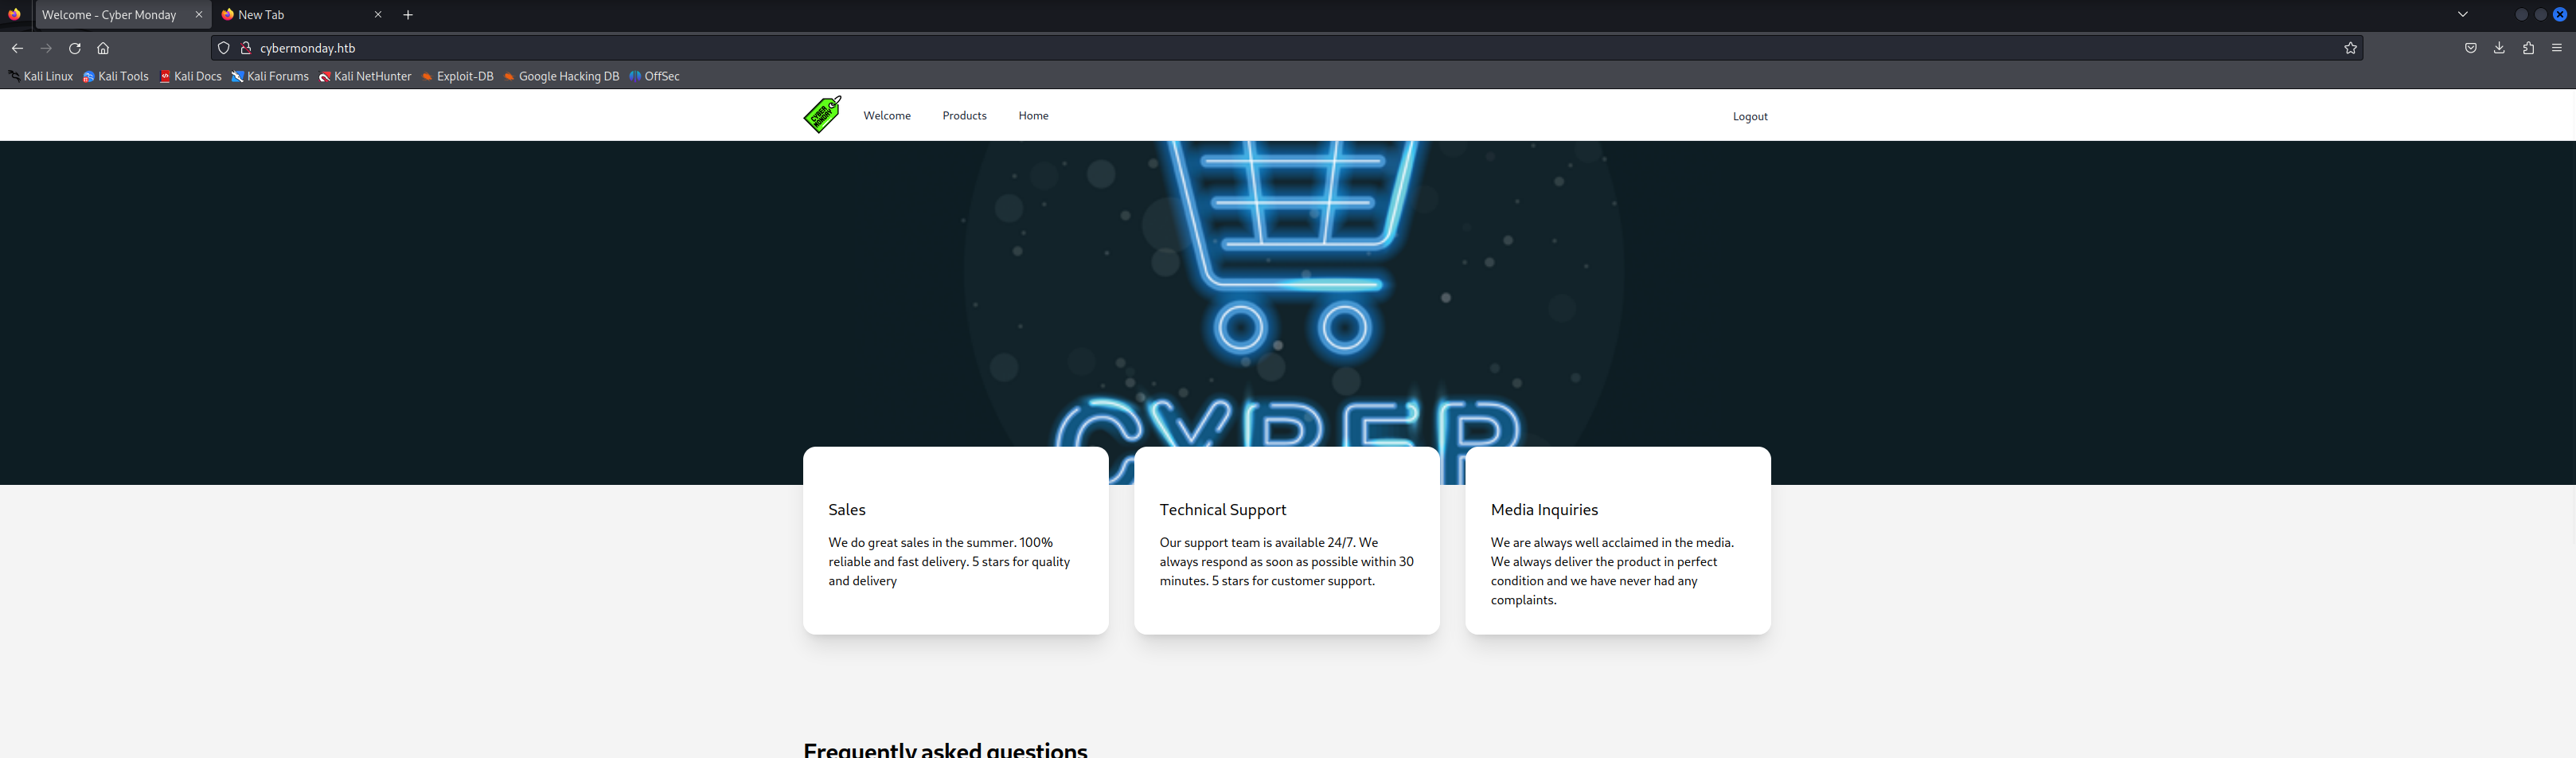 Welcome - Cyber Monday
New Tab
cybermonday.htb
Kali Linux Kali Tools Kali Docs Kali Forums Kali NetHunter Exploit-DB Google Hacking DB OffSec
CYBER MONDAY
Welcome Products Home Logout
CYBER
Sales
We do great sales in the summer. 100%
reliable and fast delivery. 5 stars for quality
and delivery
Technical Support
Our support team is available 24/7. We
always respond as soon as possible within 30
minutes. 5 stars for customer support.
Media Inquiries
We are always well acclaimed in the media.
We always deliver the product in perfect
condition and we have never had any
complaints.
Frequently asked questions